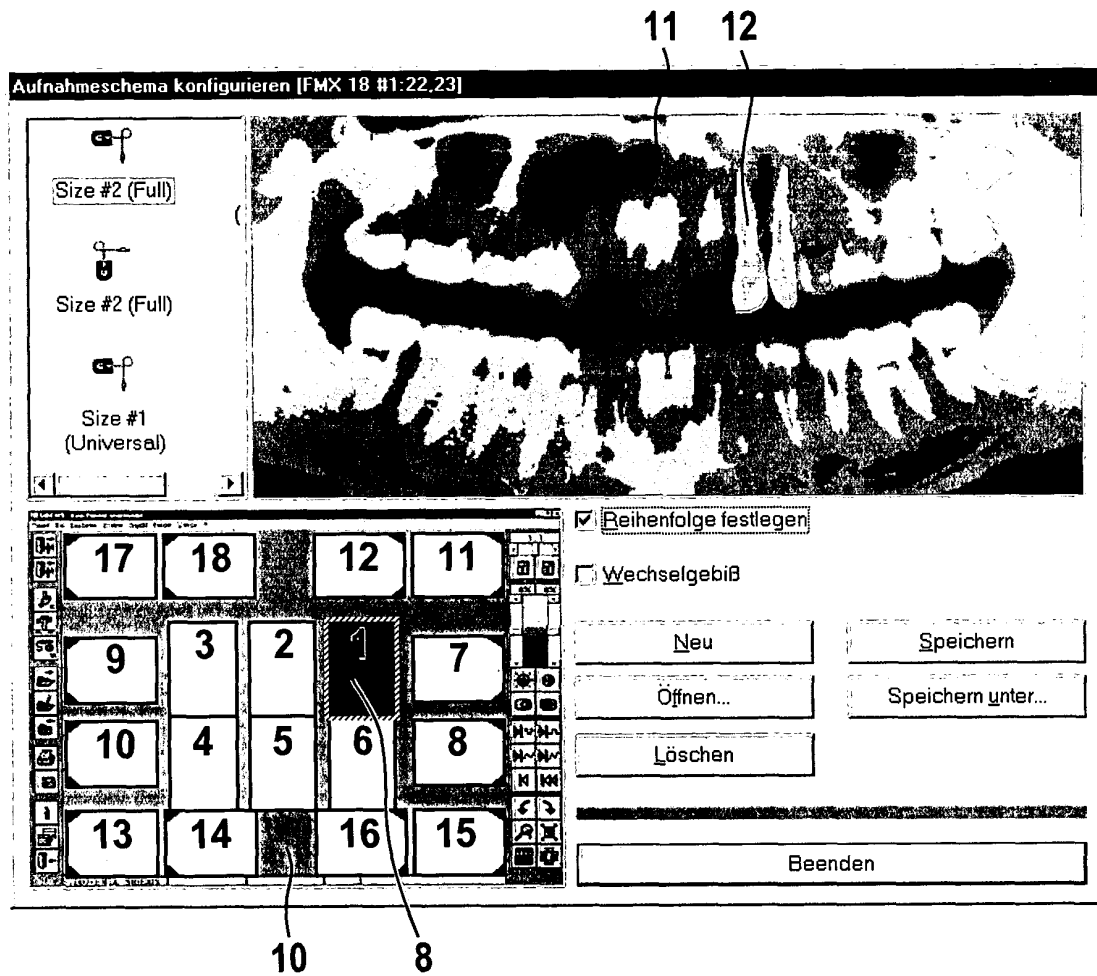 11 12
Aufnahmeschema konfigurieren [FMX 18 #1:22,23]
Size #2 (Full)
Size #2 (Full)
Size #1
(Universal)
Reihenfolge festlegen
Wechselgebiß
Neu
Speichern
Öffnen...
Speichern unter...
Löschen
Beenden
17 18 12 11
9 3 2 1 7
10 4 5 6 8
13 14 16 15
10 8